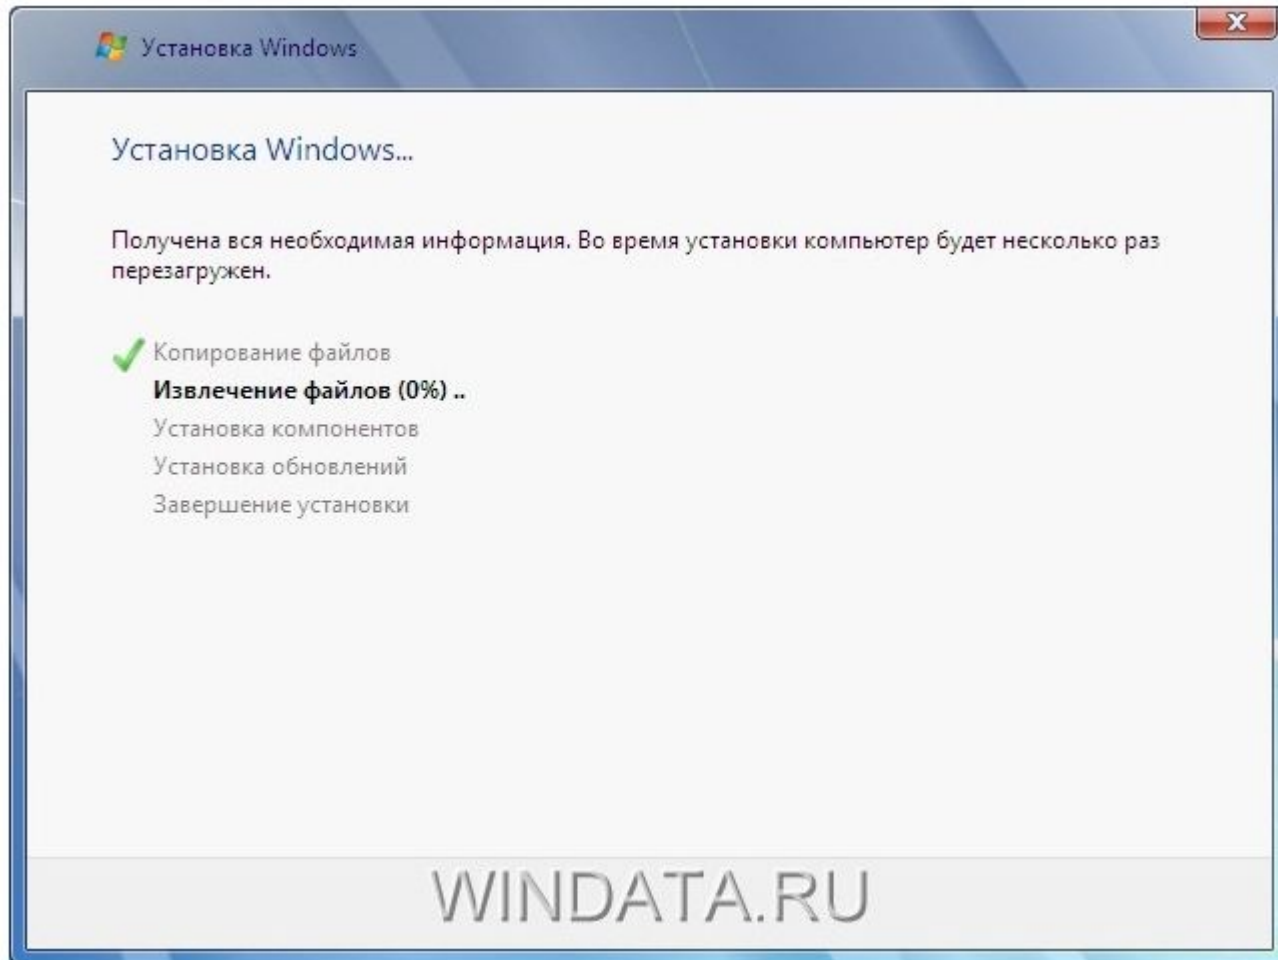 Установка Windows
Установка Windows...
Получена вся необходимая информация. Во время установки компьютер будет несколько раз
перезагружен.
Копирование файлов
Извлечение файлов (0%) ..
Установка компонентов
Установка обновлений
Завершение установки
WINDATA.RU